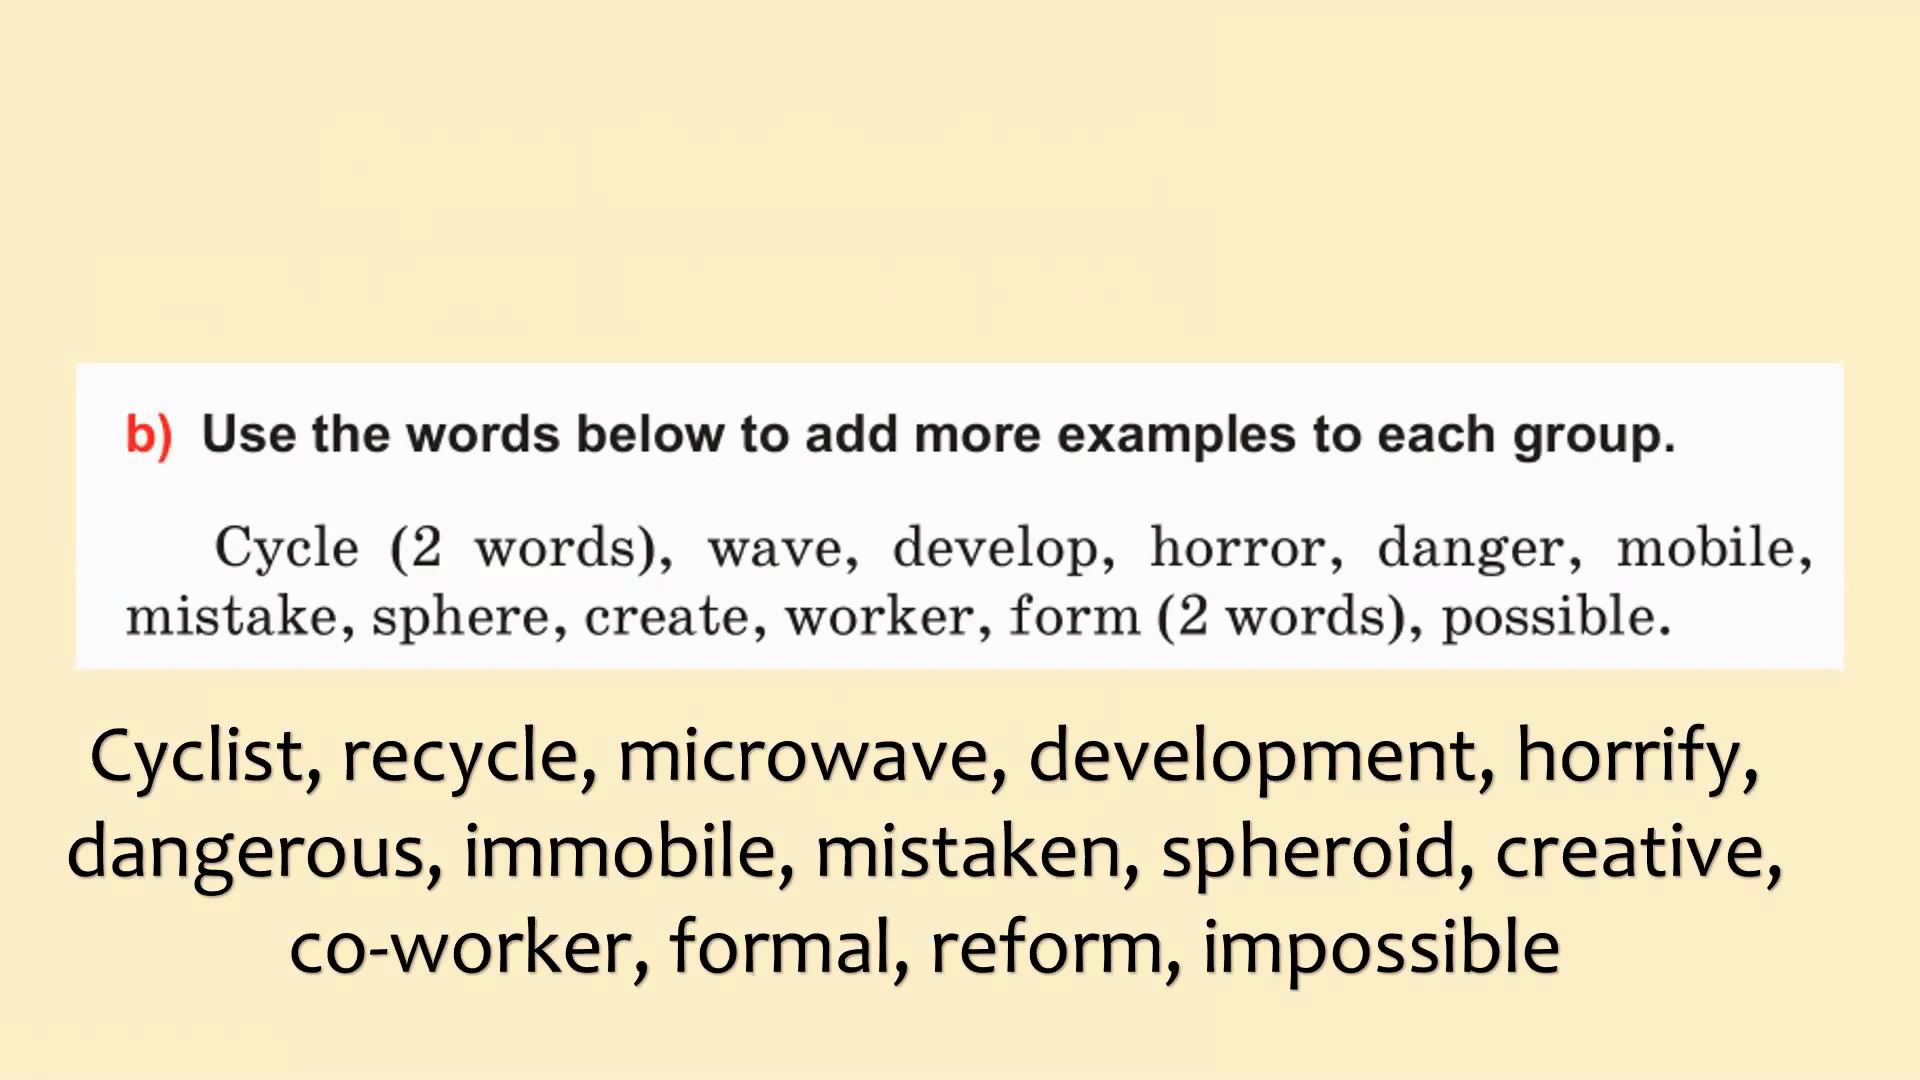 b) Use the words below to add more examples to each group.
Cycle (2 words), wave, develop, horror, danger, mobile,
mistake, sphere, create, worker, form (2 words), possible.
Cyclist, recycle, microwave, development, horrify,
dangerous, immobile, mistaken, spheroid, creative,
co-worker, formal, reform, impossible